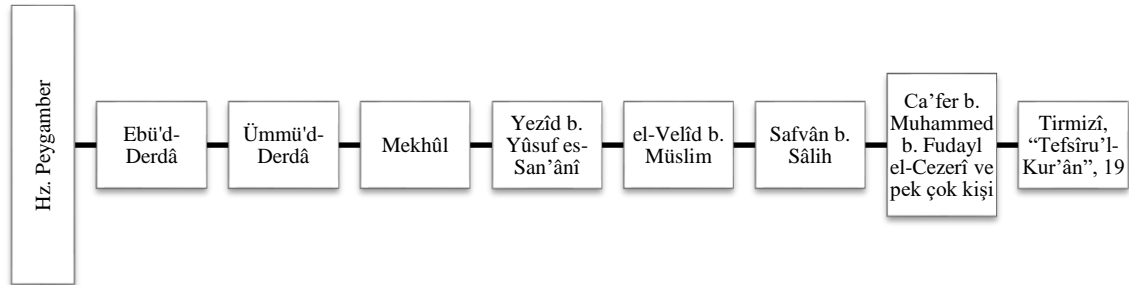 Hz. Peygamber
Ebü'd-
Derdâ
Ümmü'd-
Derdâ
Mekhûl
Yezîd b.
Yûsuf es-
San’ânî
el-Velîd b.
Müslim
Safvân b.
Sâlih
Ca’fer b.
Muhammed
b. Fudayl
el-Cezerî ve
pek çok kişi
Tirmizî,
“Tefsîru’l-
Kur’ân”, 19